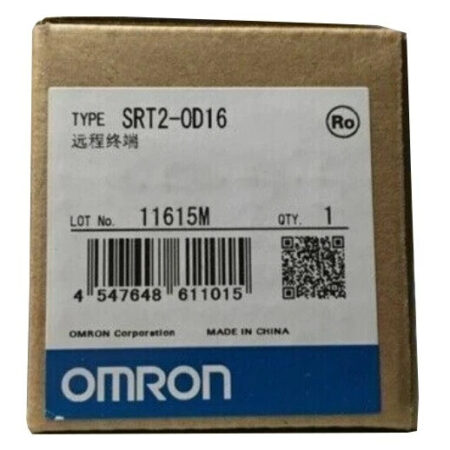 TYPE SRT2-OD16 Ro
远程终端
LOT No. 11615M QTY. 1
4 547648 611015
OMRON Corporation MADE IN CHINA
OMRON